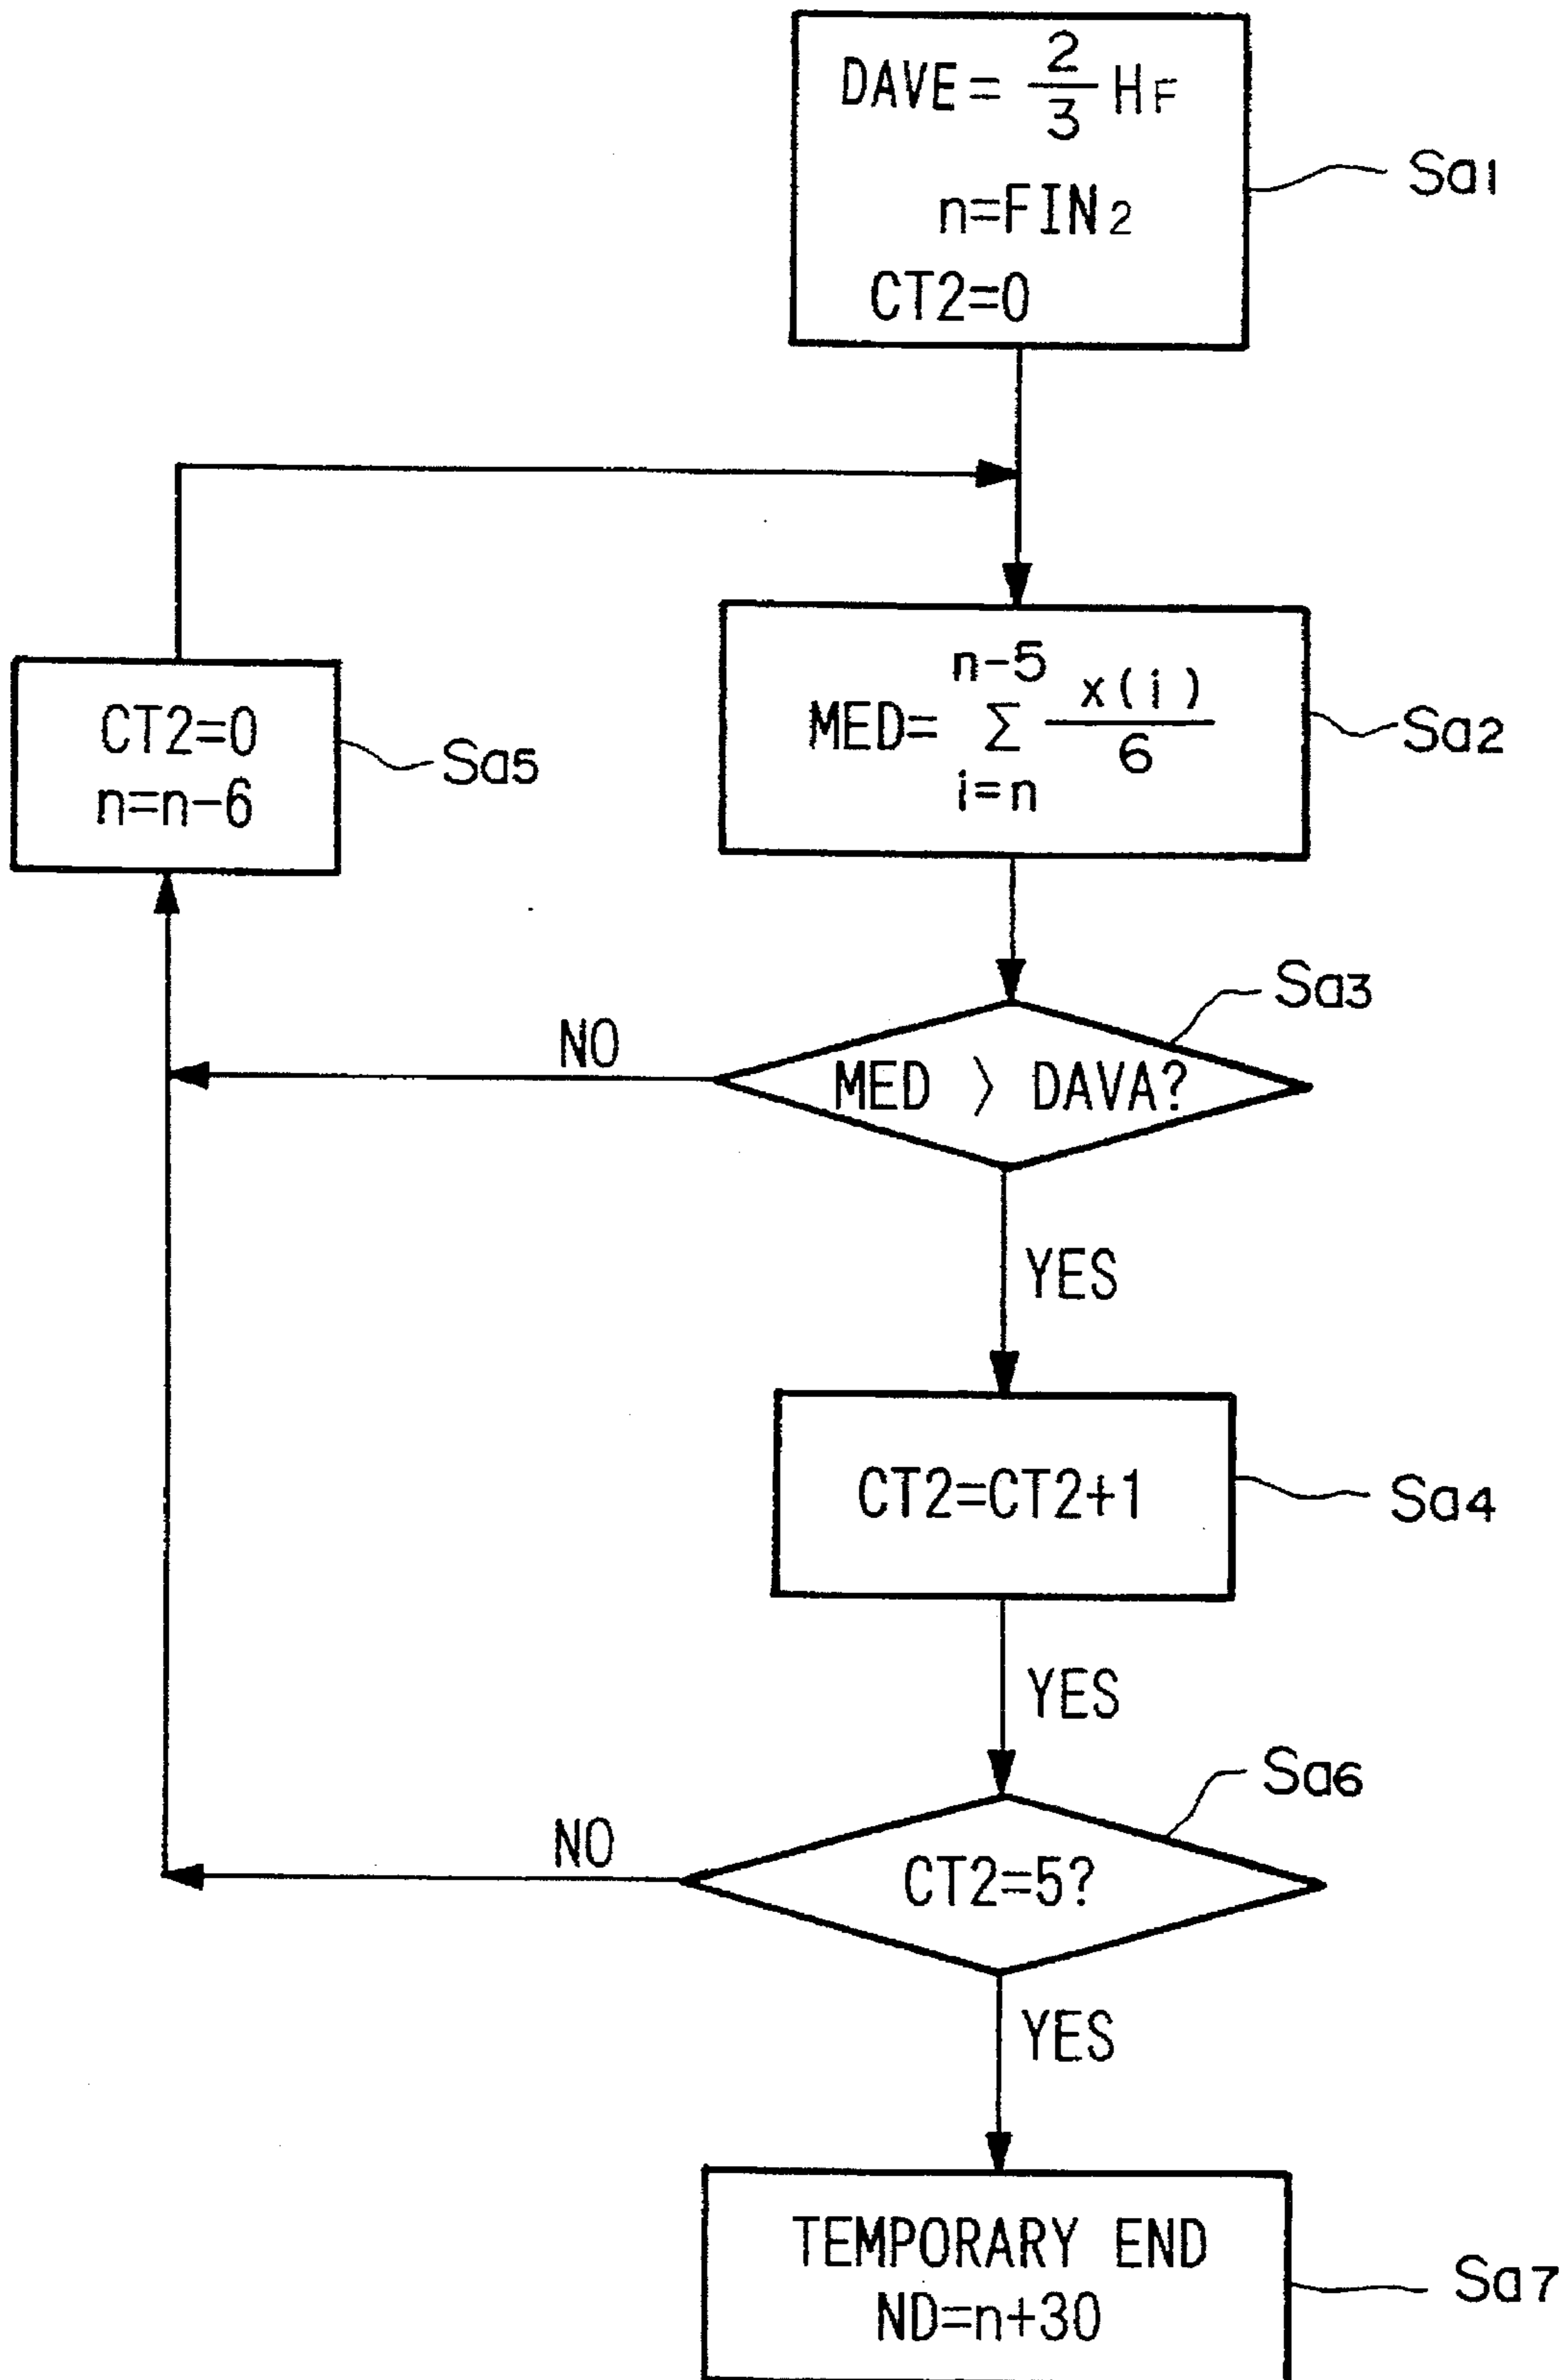 DAVE = 2/3 HF
n=FIN2
CT2=0
Sa1
MED= n-5 Σ i=n x(i)/6
Sa2
CT2=0
n=n-6
Sa5
Sa3
NO
MED > DAVA?
YES
CT2=CT2+1
Sa4
YES
Sa6
NO
CT2=5?
YES
TEMPORARY END
ND=n+30
Sa7